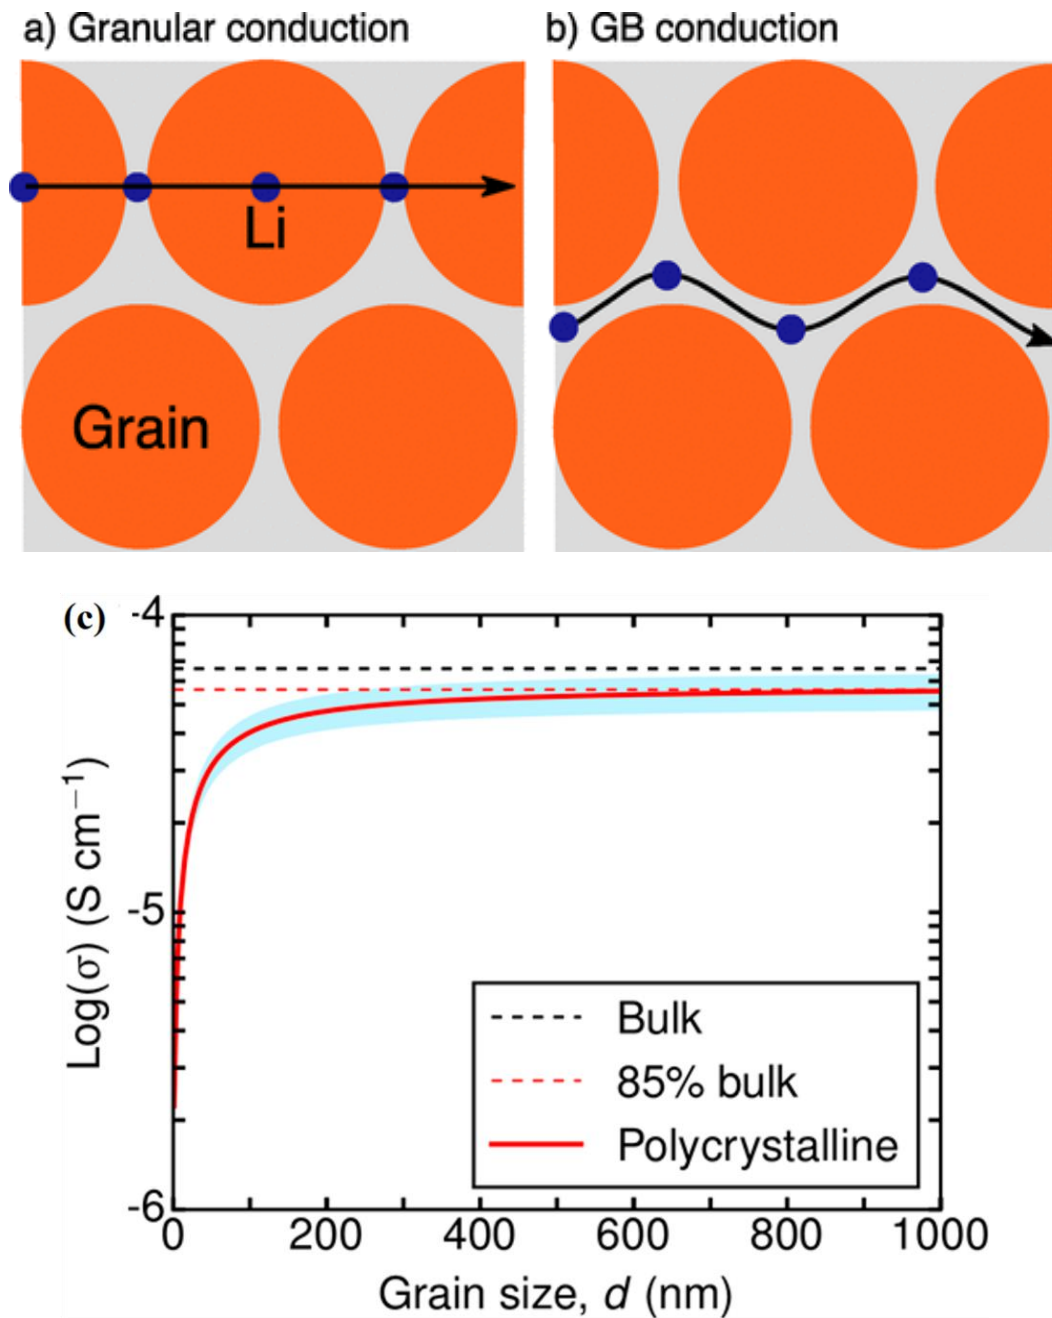 a) Granular conduction
b) GB conduction
Li
Grain
(c)
-4
-5
-6
Log(σ) (S cm⁻¹)
Bulk
85% bulk
Polycrystalline
0 200 400 600 800 1000
Grain size, d (nm)